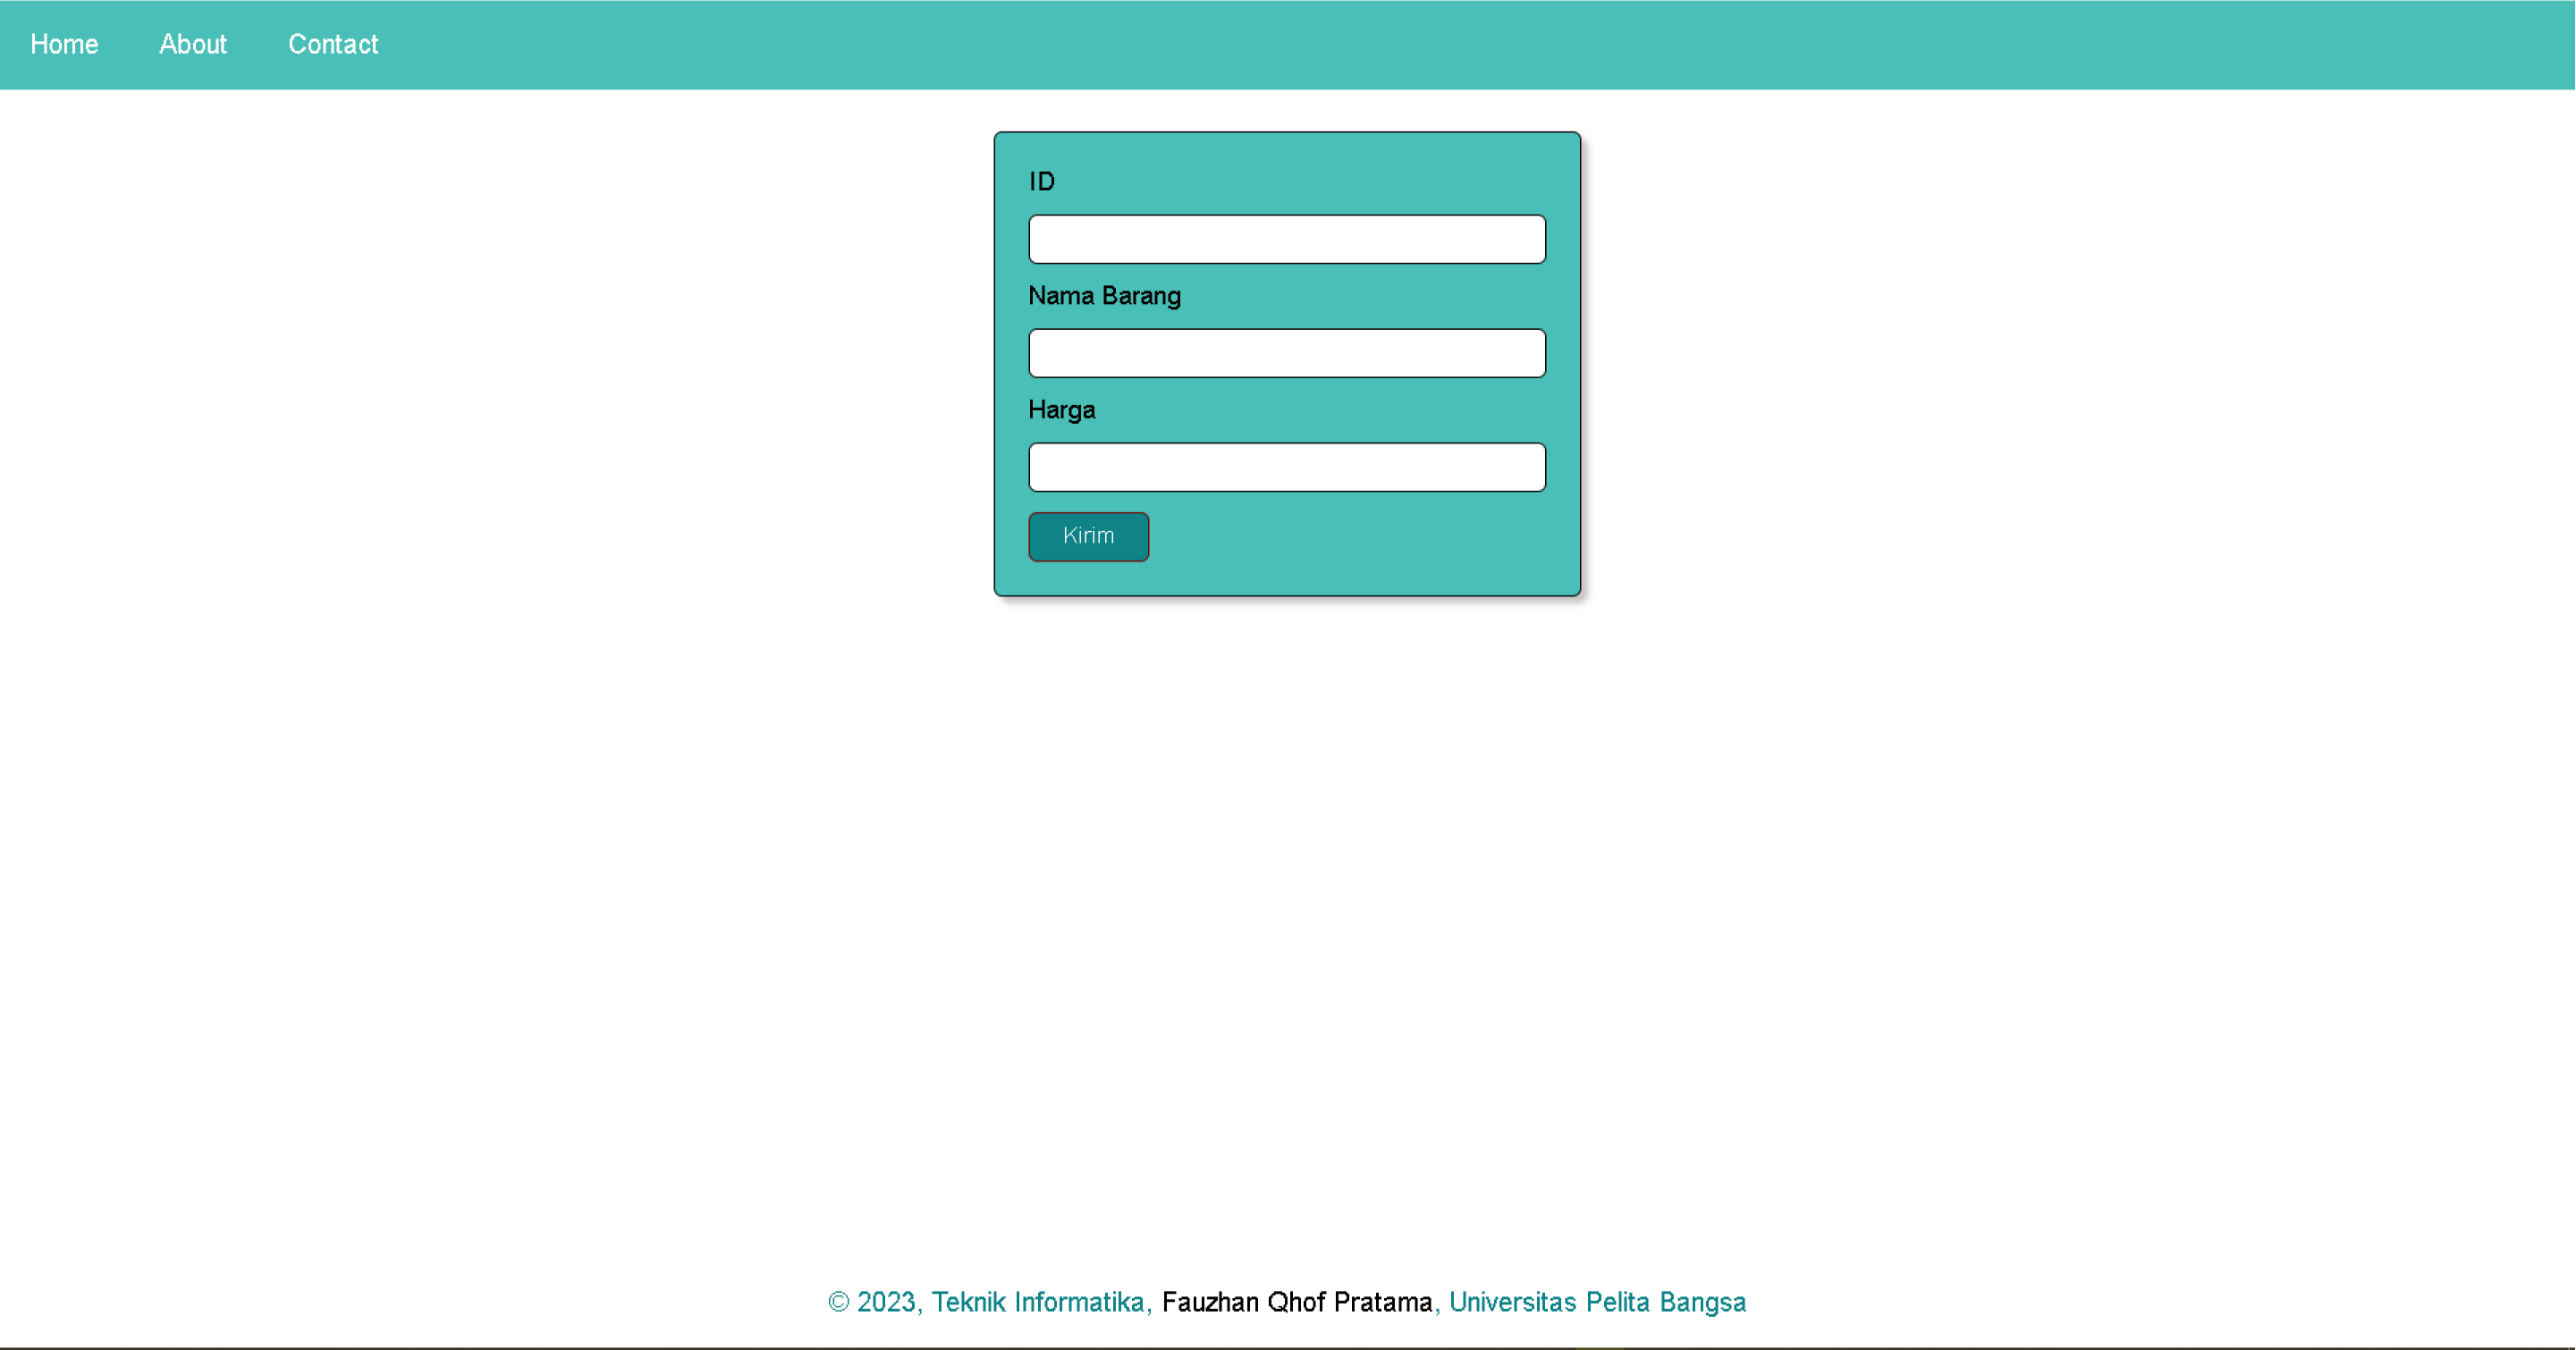 Home About Contact
ID
Nama Barang
Harga
Kirim
© 2023, Teknik Informatika, Fauzhan Qhof Pratama, Universitas Pelita Bangsa